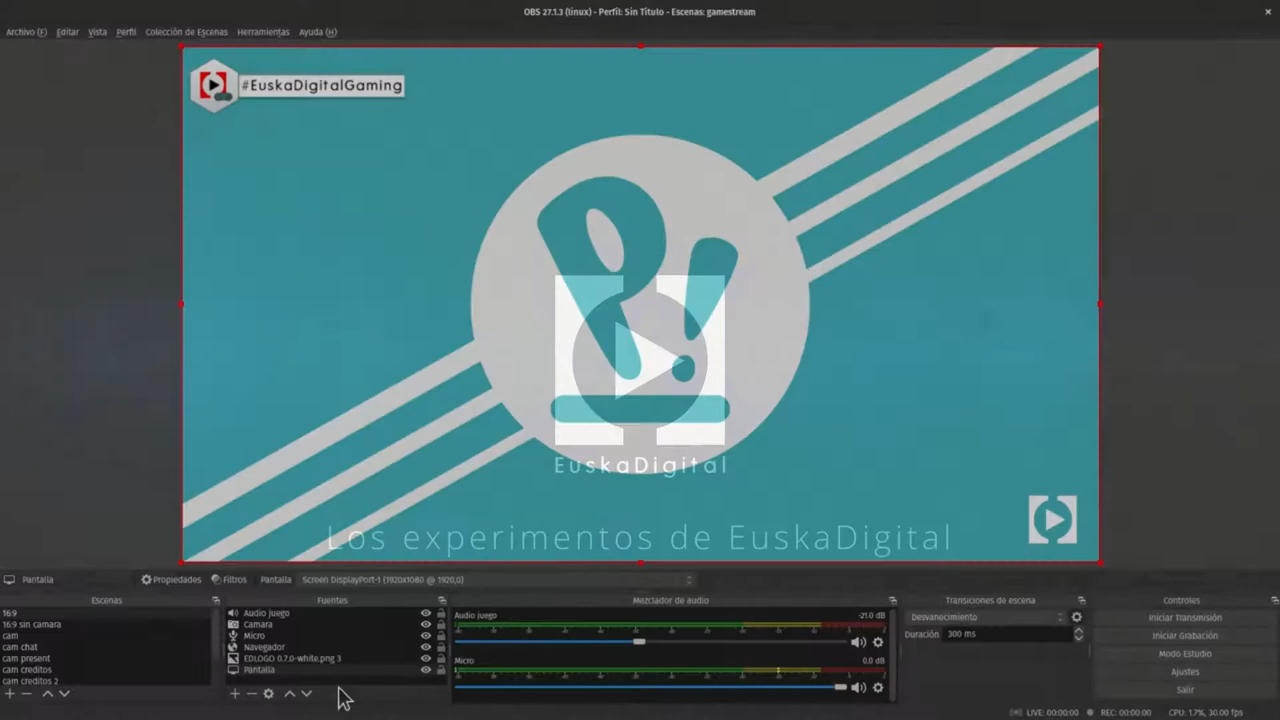 OBS 27.1.3 (linux) - Perfil: Sin Título - Escenas: gamestream
Archivo (F) Editar Vista Perfil Colección de Escenas Herramientas Ayuda (H)
#EuskaDigitalGaming
P!
EuskaDigital
Los experimentos de EuskaDigital
Pantalla Propiedades Filtros Pantalla Screen DisplayPort-1 (1920x1080 @ 1920,0)
Escenas
16:9
16:9 sin camara
cam
cam chat
cam present
cam creditos
cam creditos 2
Fuentes
Audio juego
Camara
Micro
Navegador
EDLOGO 0.7.0-white.png 3
Pantalla
Mezclador de audio
Audio juego -21.0 dB
Micro 0.0 dB
Transiciones de escena
Desvanecimiento
Duración 300 ms
Controles
Iniciar Transmisión
Iniciar Grabación
Modo Estudio
Ajustes
Salir
LIVE: 00:00:00 REC: 00:00:00 CPU: 1.7%, 30.00 fps